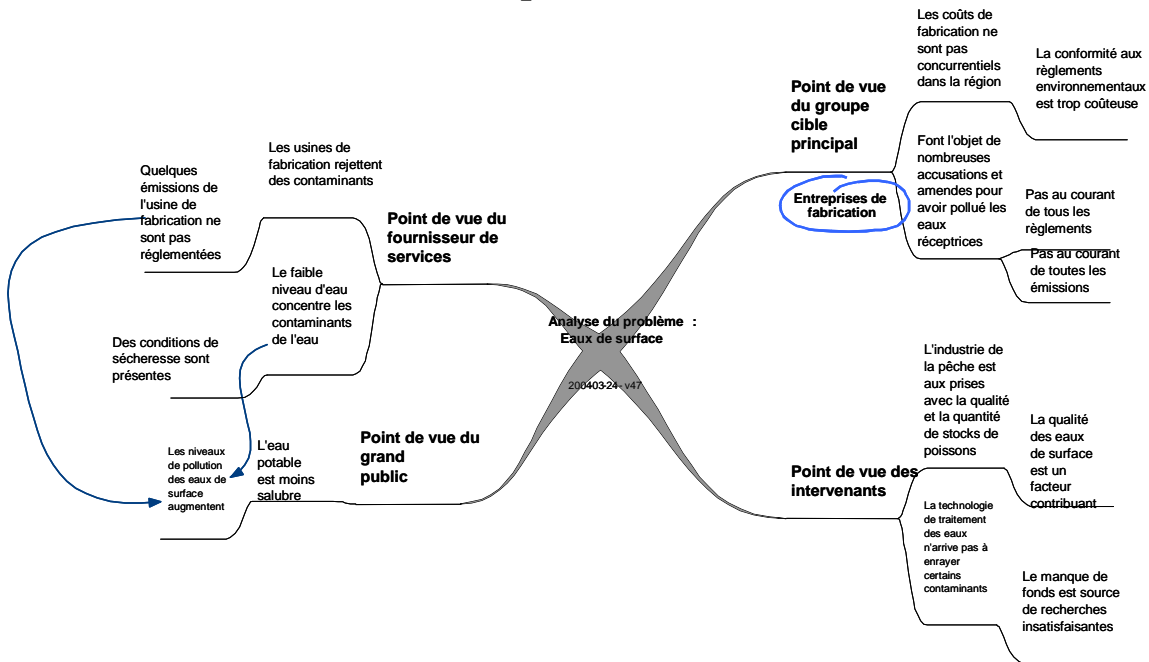 Analyse du problème :
Eaux de surface
200403-24- v47
Point de vue
du groupe
cible
principal
Entreprises de
fabrication
Les coûts de
fabrication ne
sont pas
concurrentiels
dans la région
La conformité aux
règlements
environnementaux
est trop coûteuse
Font l'objet de
nombreuses
accusations et
amendes pour
avoir pollué les
eaux
réceptrices
Pas au courant
de tous les
règlements
Pas au courant
de toutes les
émissions
Point de vue des
intervenants
L'industrie de
la pêche est
aux prises
avec la qualité
et la quantité
de stocks de
poissons
La qualité
des eaux
de surface
est un
facteur
contribuant
La technologie
de traitement
des eaux
n'arrive pas à
enrayer
certains
contaminants
Le manque de
fonds est source
de recherches
insatisfaisantes
Point de vue du
fournisseur de
services
Les usines de
fabrication rejettent
des contaminants
Quelques
émissions de
l'usine de
fabrication ne
sont pas
réglementées
Le faible
niveau d'eau
concentre les
contaminants
de l'eau
Des conditions de
sécheresse sont
présentes
Point de vue du
grand
public
L'eau
potable
est moins
salubre
Les niveaux
de pollution
des eaux de
surface
augmentent